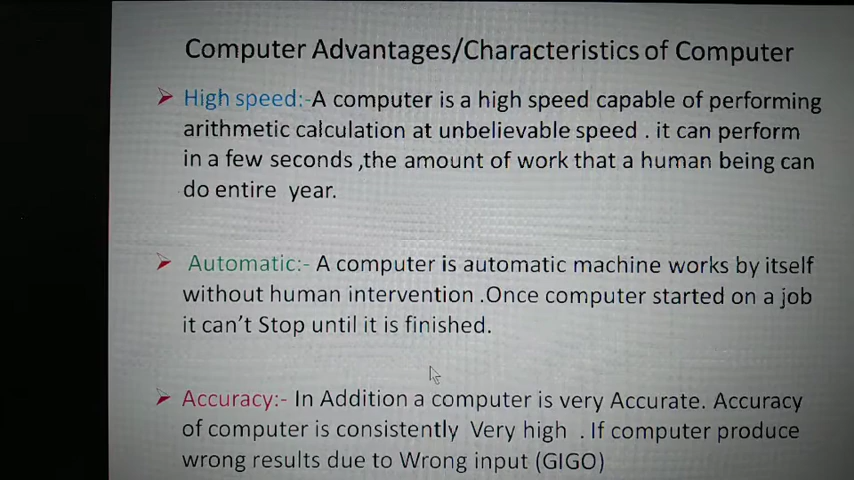 Computer Advantages/Characteristics of Computer
High speed:-A computer is a high speed capable of performing
arithmetic calculation at unbelievable speed . it can perform
in a few seconds ,the amount of work that a human being can
do entire year.
Automatic:- A computer is automatic machine works by itself
without human intervention .Once computer started on a job
it can't Stop until it is finished.
Accuracy:- In Addition a computer is very Accurate. Accuracy
of computer is consistently Very high . If computer produce
wrong results due to Wrong input (GIGO)